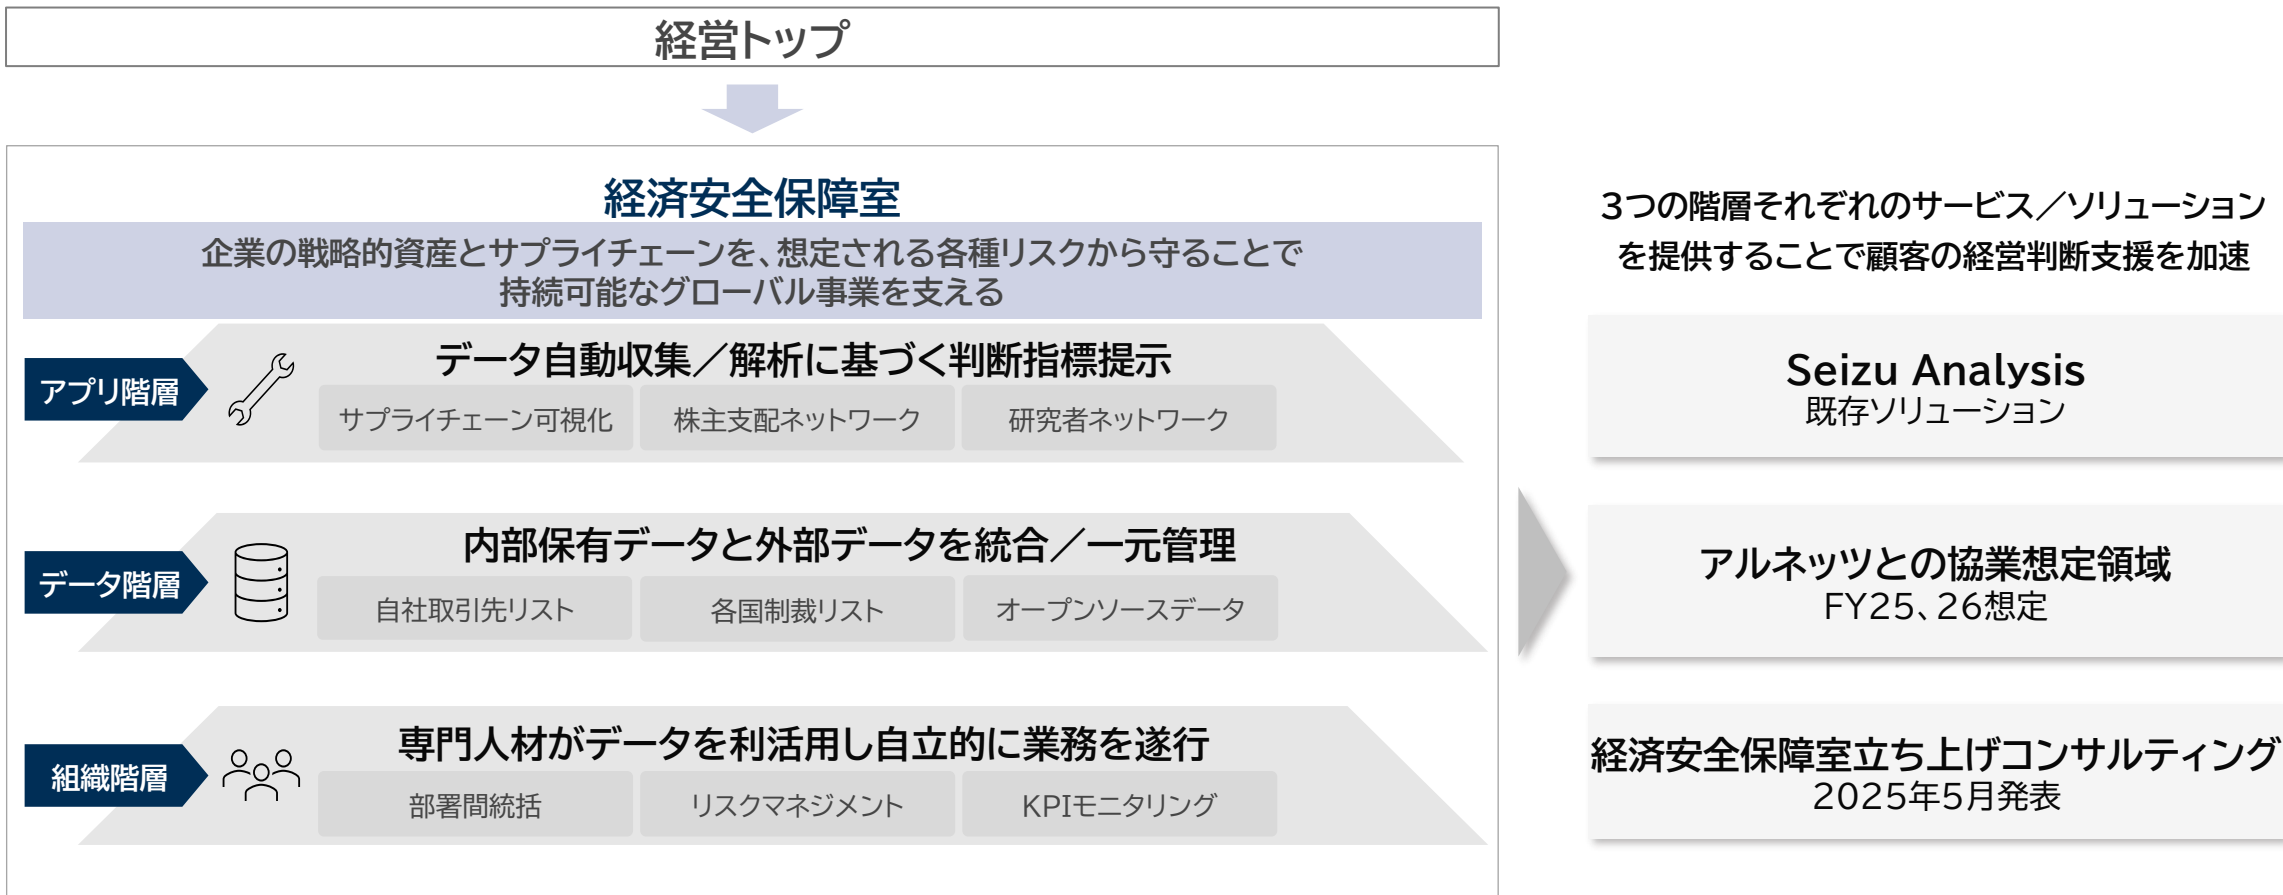 経営トップ
経済安全保障室
企業の戦略的資産とサプライチェーンを、想定される各種リスクから守ることで
持続可能なグローバル事業を支える
アプリ階層
データ自動収集／解析に基づく判断指標提示
サプライチェーン可視化
株主支配ネットワーク
研究者ネットワーク
データ階層
内部保有データと外部データを統合／一元管理
自社取引先リスト
各国制裁リスト
オープンソースデータ
組織階層
専門人材がデータを利活用し自立的に業務を遂行
部署間統括
リスクマネジメント
KPIモニタリング
3つの階層それぞれのサービス／ソリューション
を提供することで顧客の経営判断支援を加速
Seizu Analysis
既存ソリューション
アルネッツとの協業想定領域
FY25、26想定
経済安全保障室立ち上げコンサルティング
2025年5月発表